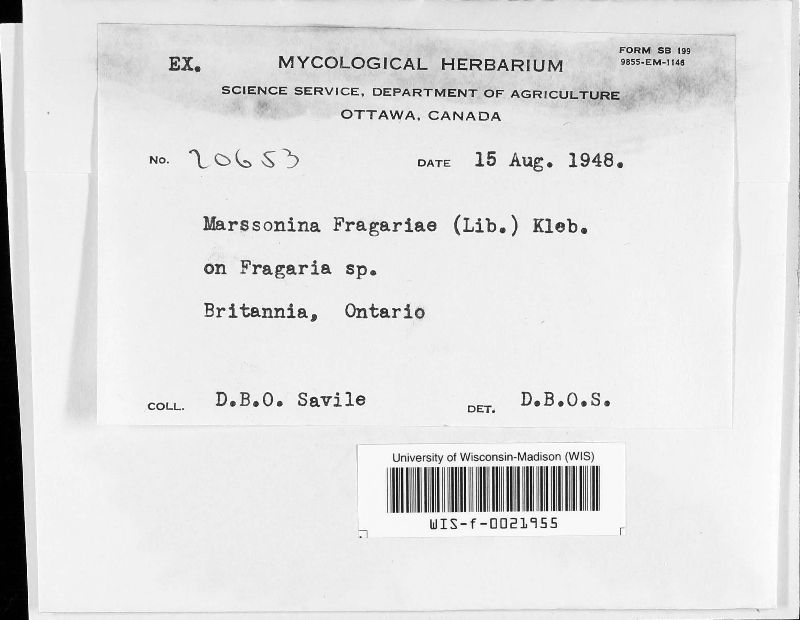 EX. MYCOLOGICAL HERBARIUM FORM SB 199
9855-EM-1146
SCIENCE SERVICE, DEPARTMENT OF AGRICULTURE
OTTAWA, CANADA
NO. 20653 DATE 15 Aug. 1948.
Marssonina Fragariae (Lib.) Kleb.
on Fragaria sp.
Britannia, Ontario
COLL. D.B.O. Savile DET. D.B.O.S.
University of Wisconsin-Madison (WIS)
WIS-f-0021955